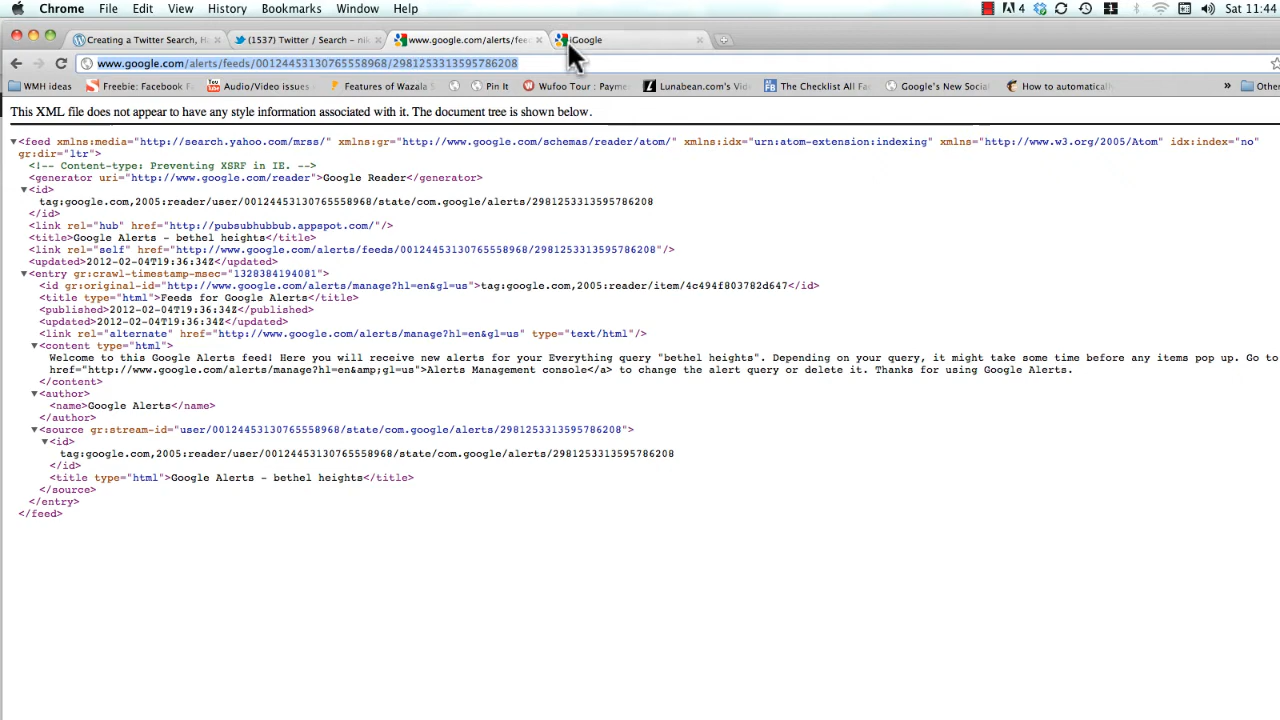 Chrome File Edit View History Bookmarks Window Help 4 Sat 11:44
Creating a Twitter Search, H (1537) Twitter / Search – nik www.google.com/alerts/fee iGoogle
www.google.com/alerts/feeds/00124453130765558968/2981253313595786208
WMH ideas Freebie: Facebook F Audio/Video issues Features of Wazala S Pin It Wufoo Tour : Payme Lunabean.com's Vid The Checklist All Fa Google's New Social How to automatically » Other
This XML file does not appear to have any style information associated with it. The document tree is shown below.
▼<feed xmlns:media="http://search.yahoo.com/mrss/" xmlns:gr="http://www.google.com/schemas/reader/atom/" xmlns:idx="urn:atom-extension:indexing" xmlns="http://www.w3.org/2005/Atom" idx:index="no"
gr:dir="ltr">
<!-- Content-type: Preventing XSRF in IE. -->
<generator uri="http://www.google.com/reader">Google Reader</generator>
▼<id>
tag:google.com,2005:reader/user/00124453130765558968/state/com.google/alerts/2981253313595786208
</id>
<link rel="hub" href="http://pubsubhubbub.appspot.com/"/>
<title>Google Alerts - bethel heights</title>
<link rel="self" href="http://www.google.com/alerts/feeds/00124453130765558968/2981253313595786208"/>
<updated>2012-02-04T19:36:34Z</updated>
▼<entry gr:crawl-timestamp-msec="1328384194081">
<id gr:original-id="http://www.google.com/alerts/manage?hl=en&gl=us">tag:google.com,2005:reader/item/4c494f803782d647</id>
<title type="html">Feeds for Google Alerts</title>
<published>2012-02-04T19:36:34Z</published>
<updated>2012-02-04T19:36:34Z</updated>
<link rel="alternate" href="http://www.google.com/alerts/manage?hl=en&gl=us" type="text/html"/>
▼<content type="html">
Welcome to this Google Alerts feed! Here you will receive new alerts for your Everything query "bethel heights". Depending on your query, it might take some time before any items pop up. Go to
href="http://www.google.com/alerts/manage?hl=en&amp;gl=us">Alerts Management console</a> to change the alert query or delete it. Thanks for using Google Alerts.
</content>
▼<author>
<name>Google Alerts</name>
</author>
▼<source gr:stream-id="user/00124453130765558968/state/com.google/alerts/2981253313595786208">
▼<id>
tag:google.com,2005:reader/user/00124453130765558968/state/com.google/alerts/2981253313595786208
</id>
<title type="html">Google Alerts - bethel heights</title>
</source>
</entry>
</feed>